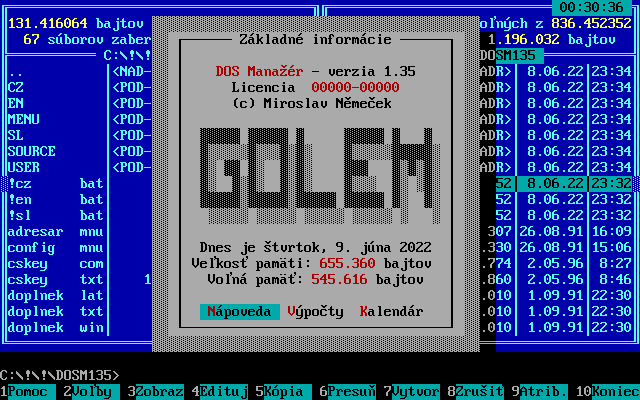 00:30:36
131.416064 bajtov
oľných z 836.452352
67 súborov zaber
1.196.032 bajtov
C:\!\!
DOSM135
Základné informácie
DOS Manažér - verzia 1.35
Licencia 00000-00000
(c) Miroslav Němeček
GOLEM
Dnes je štvrtok, 9. júna 2022
Veľkosť pamäti: 655.360 bajtov
Voľná pamäť: 545.616 bajtov
Nápoveda Výpočty Kalendár
.. <NAD- ADR> 8.06.22 23:34
CZ <POD- ADR> 8.06.22 23:34
EN <POD- ADR> 8.06.22 23:34
MENU <POD- ADR> 8.06.22 23:34
SL <POD- ADR> 8.06.22 23:34
SOURCE <POD- ADR> 8.06.22 23:34
USER <POD- ADR> 8.06.22 23:34
!cz bat 52 8.06.22 23:32
!en bat 52 8.06.22 23:32
!sl bat 52 8.06.22 23:32
adresar mnu 307 26.08.91 16:09
config mnu 330 26.08.91 15:06
cskey com .774 2.05.96 8:27
cskey txt 1 .860 2.05.96 8:46
doplnek lat .010 1.09.91 22:30
doplnek txt .010 1.09.91 22:30
doplnek win .010 1.09.91 22:30
C:\!\!\DOSM135>
1Pomoc 2Voľby 3Zobraz 4Edituj 5Kópia 6Presuň 7Vytvor 8Zrušit 9Atrib. 10Koniec